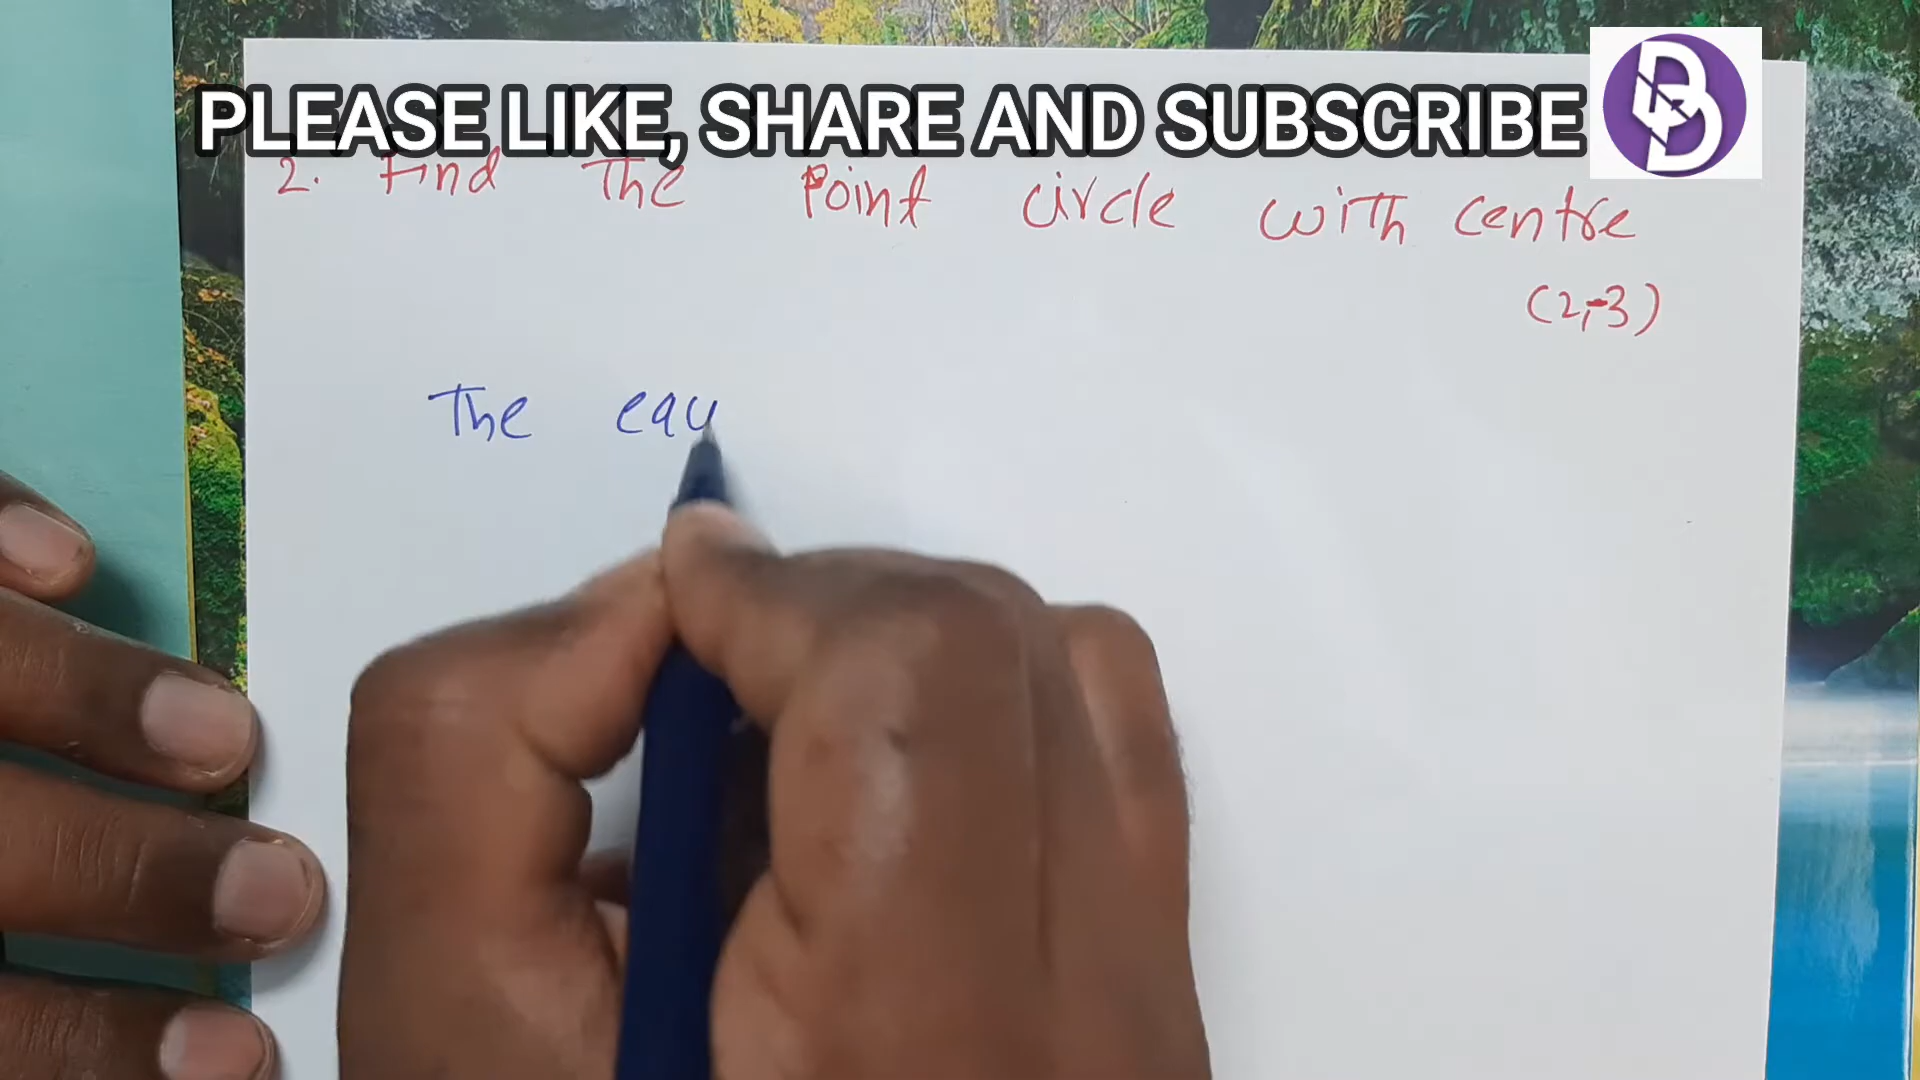 PLEASE LIKE, SHARE AND SUBSCRIBE
2. Find The Point circle with centre
(2,-3)
The equ